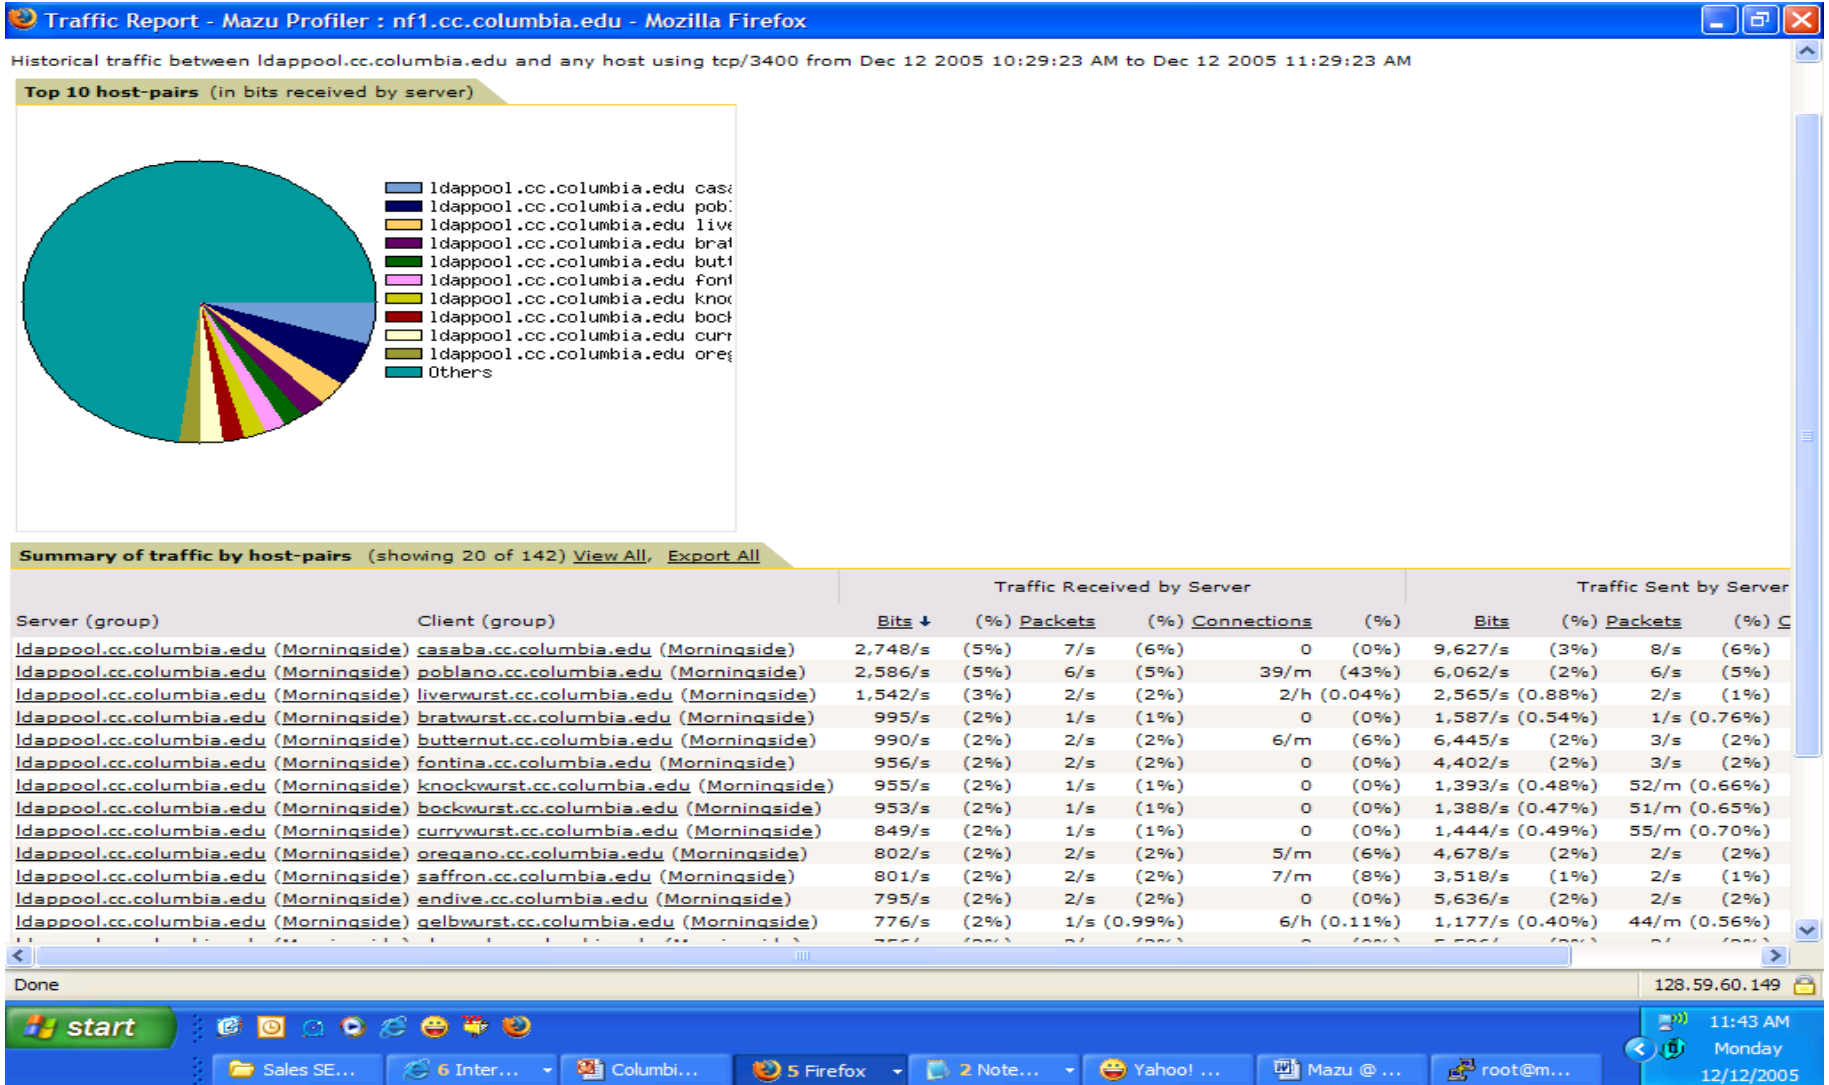 Traffic Report - Mazu Profiler : nf1.cc.columbia.edu - Mozilla Firefox
Historical traffic between ldappool.cc.columbia.edu and any host using tcp/3400 from Dec 12 2005 10:29:23 AM to Dec 12 2005 11:29:23 AM
Top 10 host-pairs (in bits received by server)
ldappool.cc.columbia.edu casa
ldappool.cc.columbia.edu pobl
ldappool.cc.columbia.edu live
ldappool.cc.columbia.edu brat
ldappool.cc.columbia.edu butt
ldappool.cc.columbia.edu font
ldappool.cc.columbia.edu knoc
ldappool.cc.columbia.edu bock
ldappool.cc.columbia.edu curr
ldappool.cc.columbia.edu oreg
Others
Summary of traffic by host-pairs (showing 20 of 142) View All, Export All
Traffic Received by Server Traffic Sent by Server
Server (group) Client (group) Bits (%) Packets (%) Connections (%) Bits (%) Packets (%) C
ldappool.cc.columbia.edu (Morningside) casaba.cc.columbia.edu (Morningside) 2,748/s (5%) 7/s (6%) 0 (0%) 9,627/s (3%) 8/s (6%)
ldappool.cc.columbia.edu (Morningside) poblano.cc.columbia.edu (Morningside) 2,586/s (5%) 6/s (5%) 39/m (43%) 6,062/s (2%) 6/s (5%)
ldappool.cc.columbia.edu (Morningside) liverwurst.cc.columbia.edu (Morningside) 1,542/s (3%) 2/s (2%) 2/h (0.04%) 2,565/s (0.88%) 2/s (1%)
ldappool.cc.columbia.edu (Morningside) bratwurst.cc.columbia.edu (Morningside) 995/s (2%) 1/s (1%) 0 (0%) 1,587/s (0.54%) 1/s (0.76%)
ldappool.cc.columbia.edu (Morningside) butternut.cc.columbia.edu (Morningside) 990/s (2%) 2/s (2%) 6/m (6%) 6,445/s (2%) 3/s (2%)
ldappool.cc.columbia.edu (Morningside) fontina.cc.columbia.edu (Morningside) 956/s (2%) 2/s (2%) 0 (0%) 4,402/s (2%) 3/s (2%)
ldappool.cc.columbia.edu (Morningside) knockwurst.cc.columbia.edu (Morningside) 955/s (2%) 1/s (1%) 0 (0%) 1,393/s (0.48%) 52/m (0.66%)
ldappool.cc.columbia.edu (Morningside) bockwurst.cc.columbia.edu (Morningside) 953/s (2%) 1/s (1%) 0 (0%) 1,388/s (0.47%) 51/m (0.65%)
ldappool.cc.columbia.edu (Morningside) currywurst.cc.columbia.edu (Morningside) 849/s (2%) 1/s (1%) 0 (0%) 1,444/s (0.49%) 55/m (0.70%)
ldappool.cc.columbia.edu (Morningside) oregano.cc.columbia.edu (Morningside) 802/s (2%) 2/s (2%) 5/m (6%) 4,678/s (2%) 2/s (2%)
ldappool.cc.columbia.edu (Morningside) saffron.cc.columbia.edu (Morningside) 801/s (2%) 2/s (2%) 7/m (8%) 3,518/s (1%) 2/s (1%)
ldappool.cc.columbia.edu (Morningside) endive.cc.columbia.edu (Morningside) 795/s (2%) 2/s (2%) 0 (0%) 5,636/s (2%) 2/s (2%)
ldappool.cc.columbia.edu (Morningside) gelbwurst.cc.columbia.edu (Morningside) 776/s (2%) 1/s (0.99%) 6/h (0.11%) 1,177/s (0.40%) 44/m (0.56%)
Done 128.59.60.149
start 11:43 AM
Monday
Sales SE... 6 Inter... Columbi... 5 Firefox 2 Note... Yahoo! ... Mazu @ ... root@m...
12/12/2005